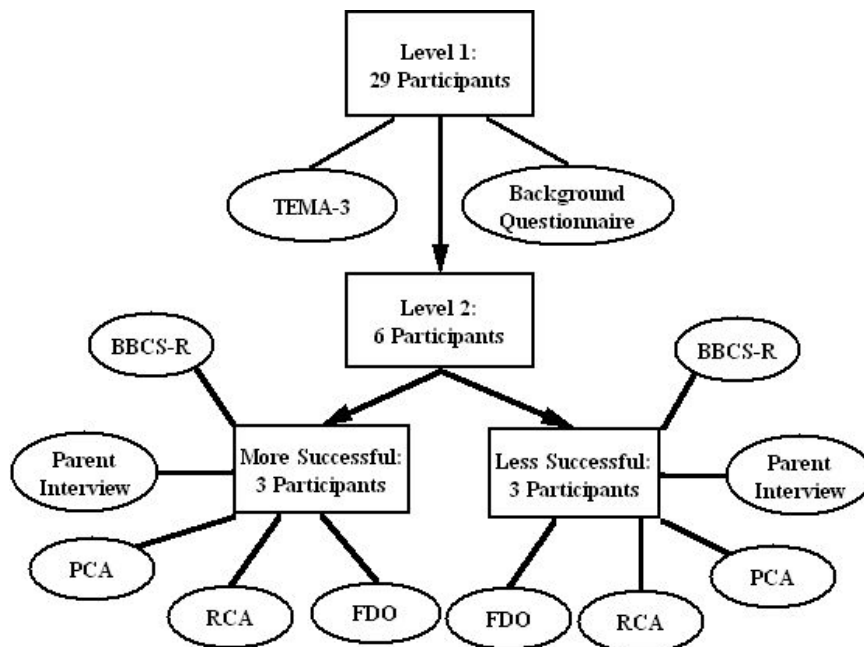 Level 1:
29 Participants
TEMA-3
Background
Questionnaire
Level 2:
6 Participants
BBCS-R
BBCS-R
More Successful:
3 Participants
Less Successful:
3 Participants
Parent
Interview
Parent
Interview
PCA
PCA
RCA
FDO
FDO
RCA